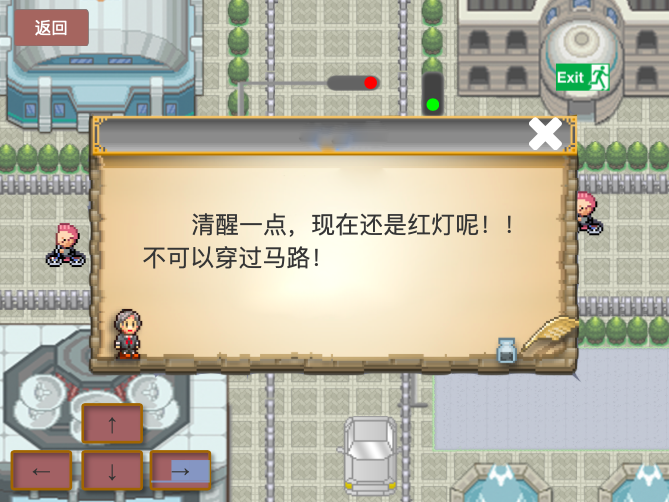 返回
Exit
清醒一点，现在还是红灯呢！！
不可以穿过马路！
↑
← ↓ →